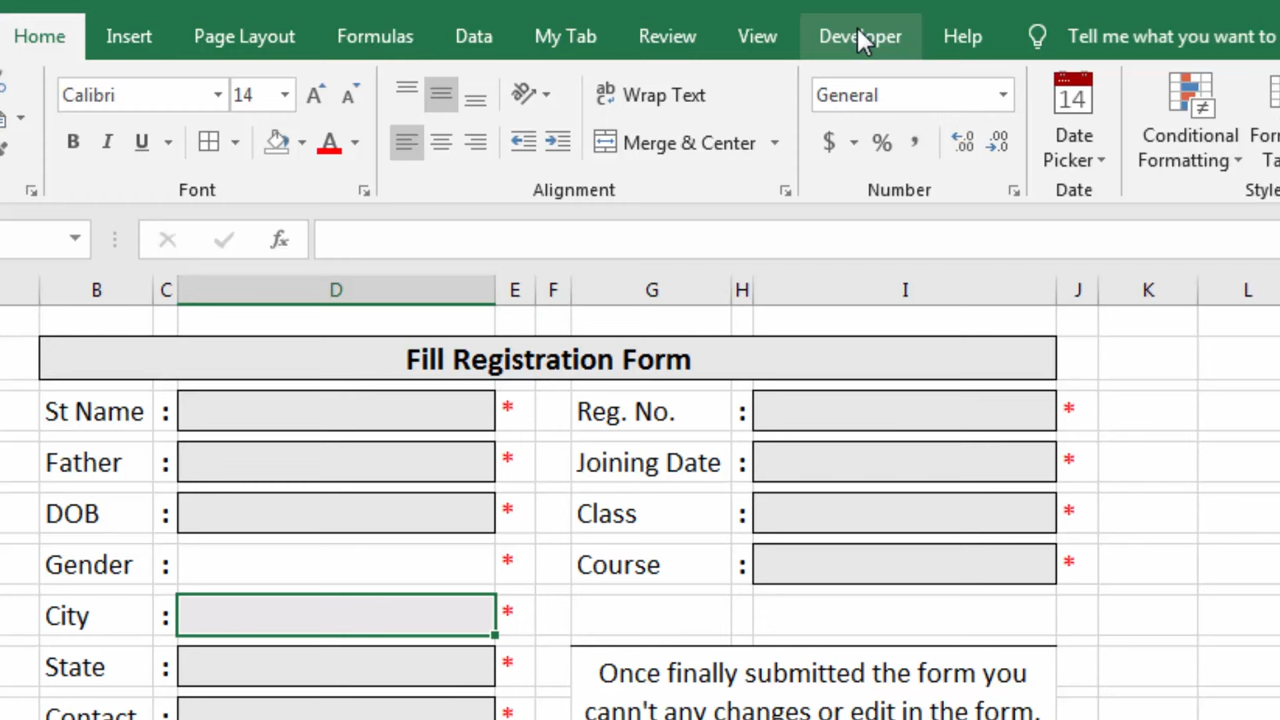 Home Insert Page Layout Formulas Data My Tab Review View Developer Help Tell me what you want to
Calibri 14 ab Wrap Text General 14
B I U A Merge & Center $ % , Date Picker Conditional Formatting
Font Alignment Number Date Style
fx
B C D E F G H I J K L
Fill Registration Form
St Name : * Reg. No. : *
Father : * Joining Date : *
DOB : * Class : *
Gender : * Course : *
City : *
State : * Once finally submitted the form you
Contact * cann't any changes or edit in the form.